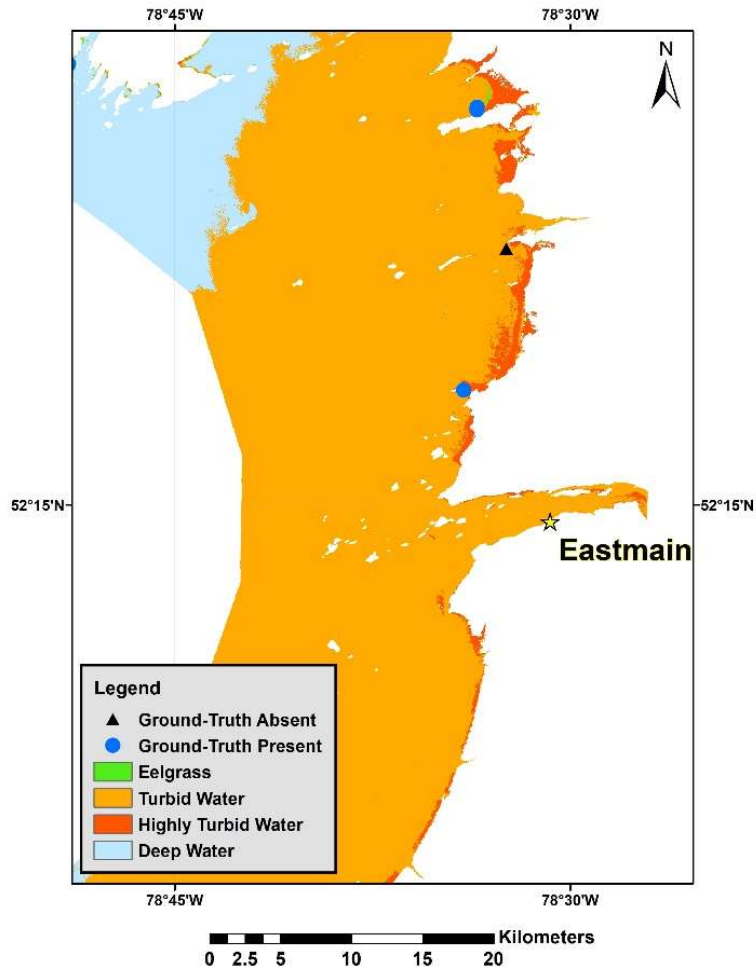 78°45'W 78°30'W
N
52°15'N 52°15'N
Eastmain
Legend
Ground-Truth Absent
Ground-Truth Present
Eelgrass
Turbid Water
Highly Turbid Water
Deep Water
78°45'W 78°30'W
Kilometers
0 2.5 5 10 15 20